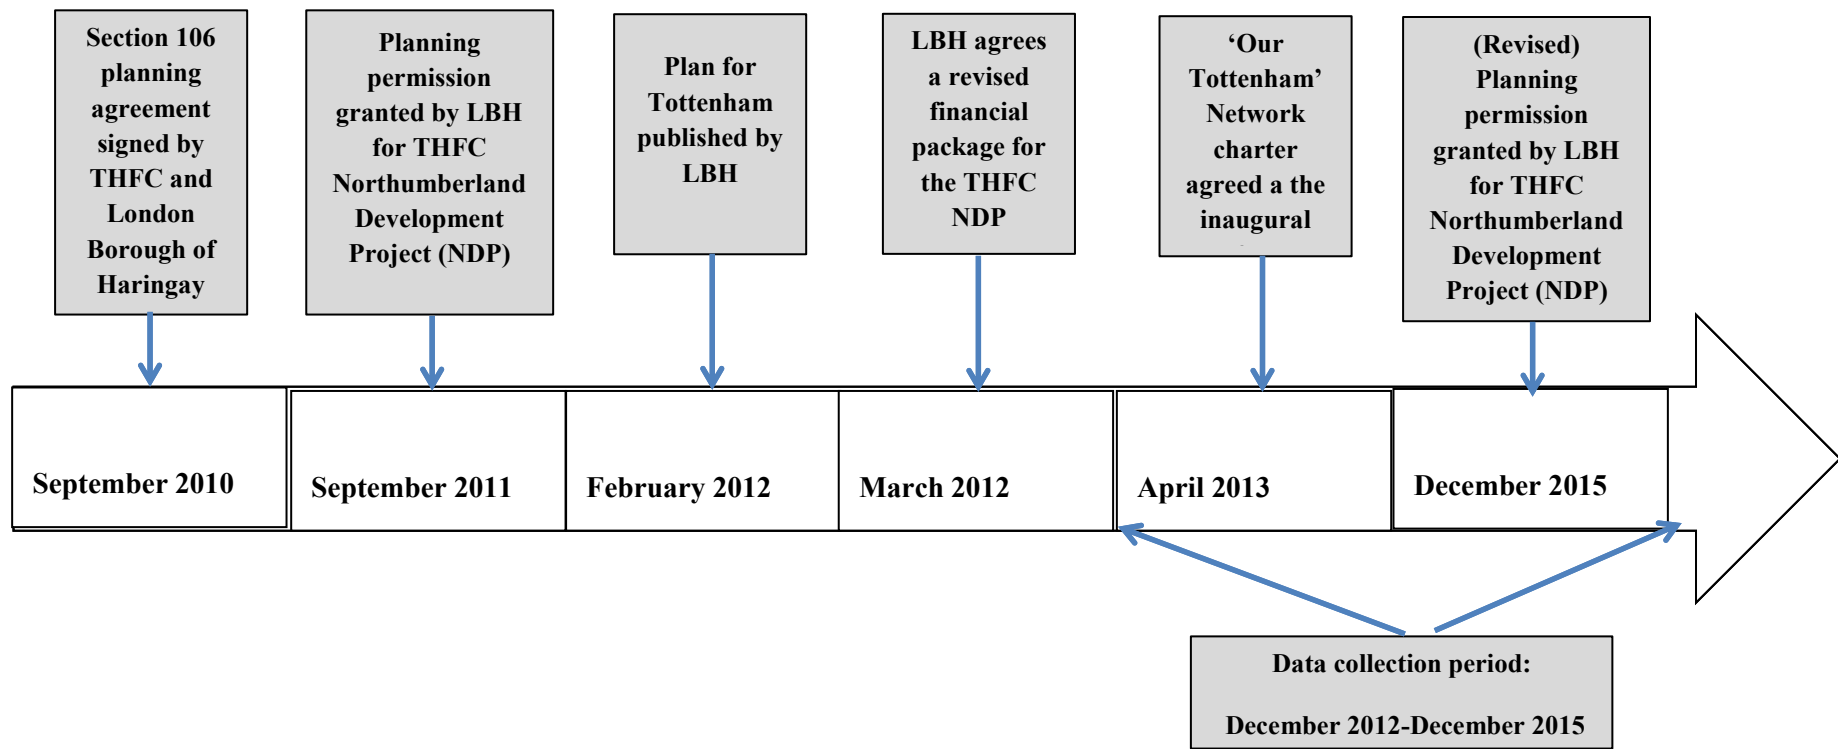 Section 106
planning
agreement
signed by
THFC and
London
Borough of
Haringay
Planning
permission
granted by LBH
for THFC
Northumberland
Development
Project (NDP)
Plan for
Tottenham
published by
LBH
LBH agrees
a revised
financial
package for
the THFC
NDP
‘Our
Tottenham’
Network
charter
agreed a the
inaugural
(Revised)
Planning
permission
granted by LBH
for THFC
Northumberland
Development
Project (NDP)
September 2010
September 2011
February 2012
March 2012
April 2013
December 2015
Data collection period:
December 2012-December 2015